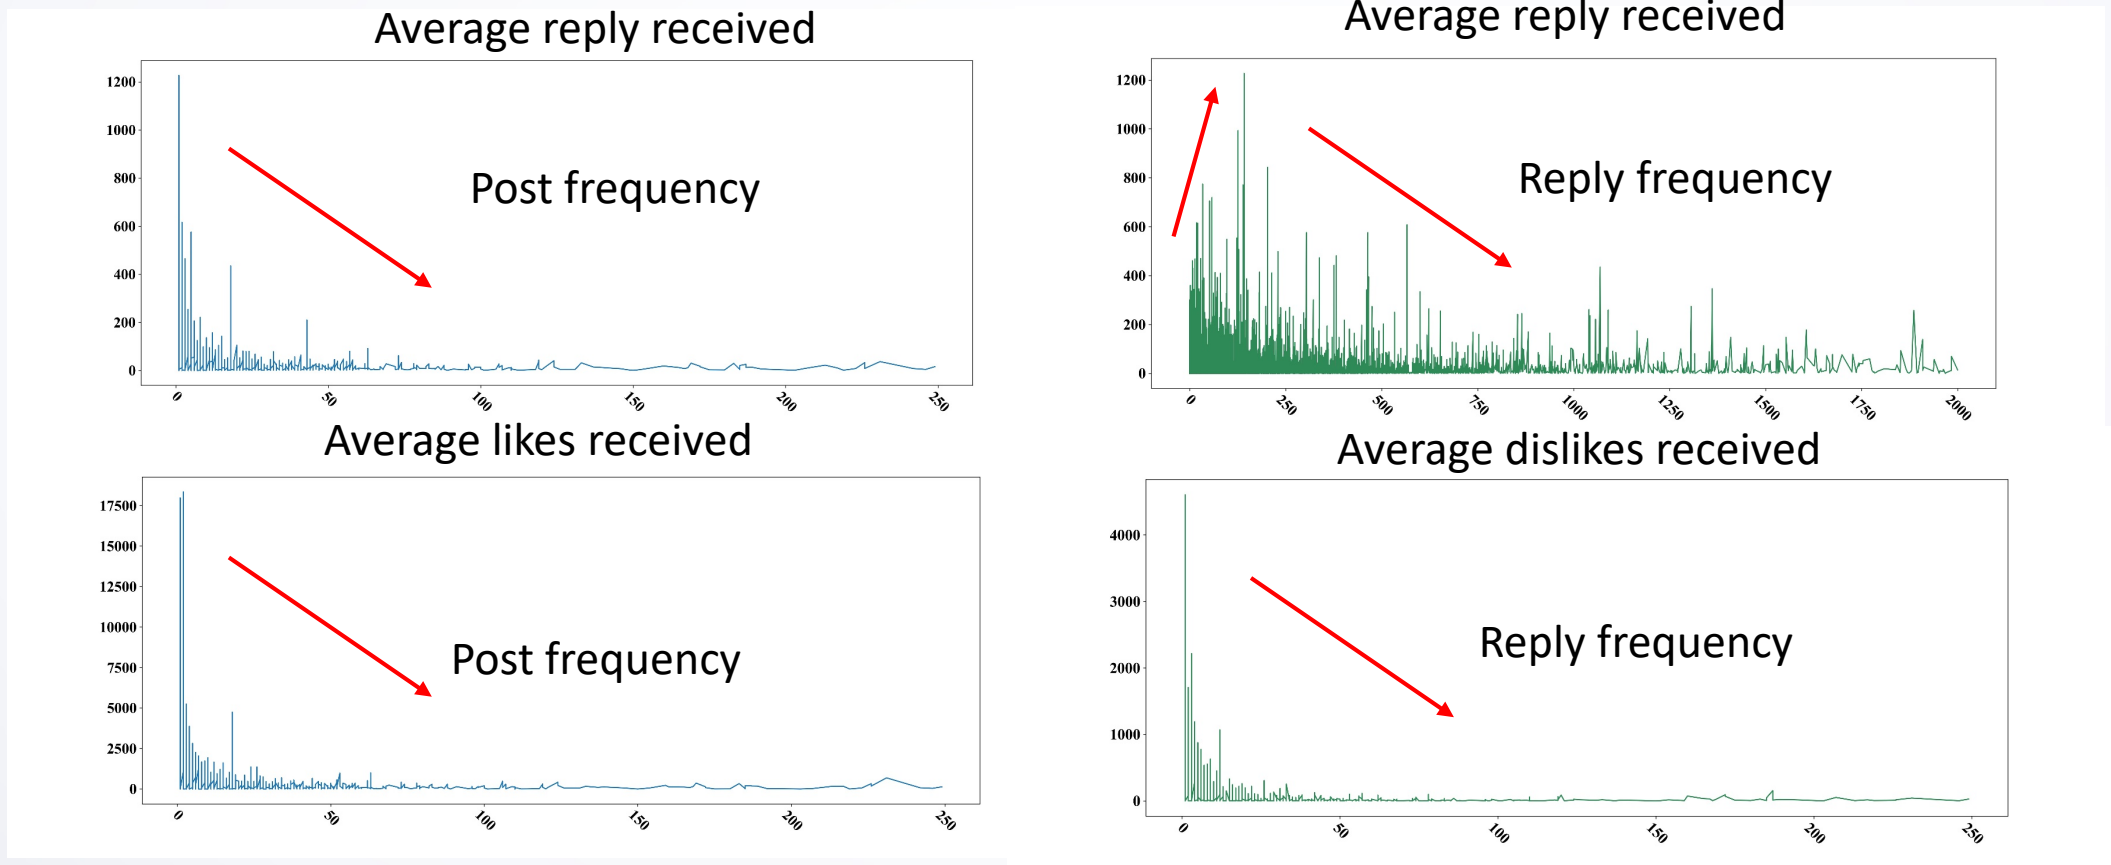 Average reply received
1200
1000
800
600
400
200
0
Post frequency
0 50 100 150 200 250
Average reply received
1200
1000
800
600
400
200
0
Reply frequency
0 250 500 750 1000 1250 1500 1750 2000
Average likes received
17500
15000
12500
10000
7500
5000
2500
0
Post frequency
0 50 100 150 200 250
Average dislikes received
4000
3000
2000
1000
0
Reply frequency
0 50 100 150 200 250